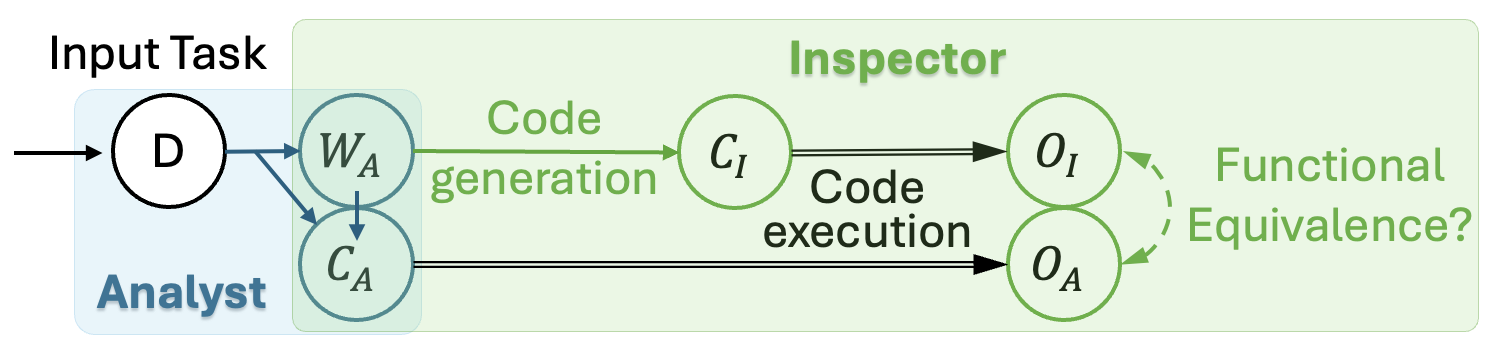 Input Task
Inspector
D
W_A
Code
generation
C_I
Code
execution
O_I
Functional
Equivalence?
Analyst
C_A
O_A